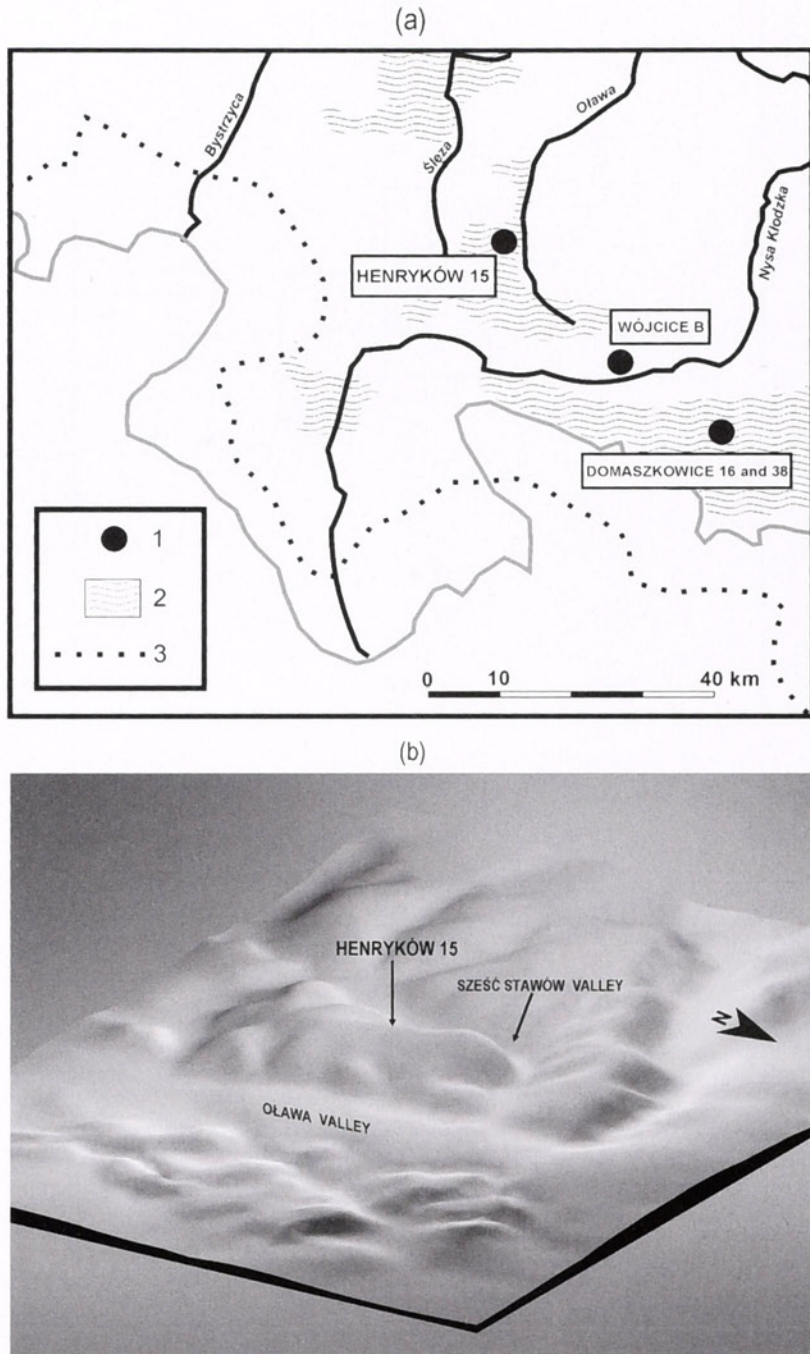 (a)
Bystrzyca
Ślęza
Oława
Nysa Kłodzka
HENRYKÓW 15
WÓJCICE B
DOMASZKOWICE 16 and 38
1
2
3
0 10 40 km
(b)
HENRYKÓW 15
SZEŚĆ STAWÓW VALLEY
N
OŁAWA VALLEY